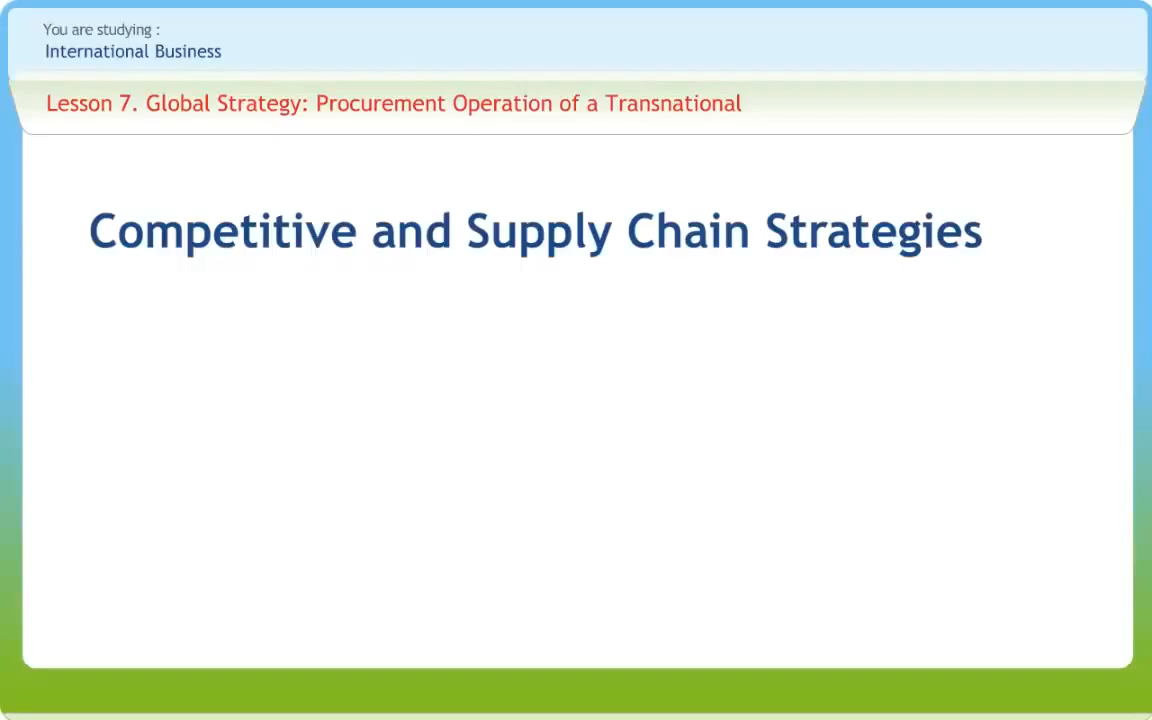 You are studying :
International Business
Lesson 7. Global Strategy: Procurement Operation of a Transnational
Competitive and Supply Chain Strategies